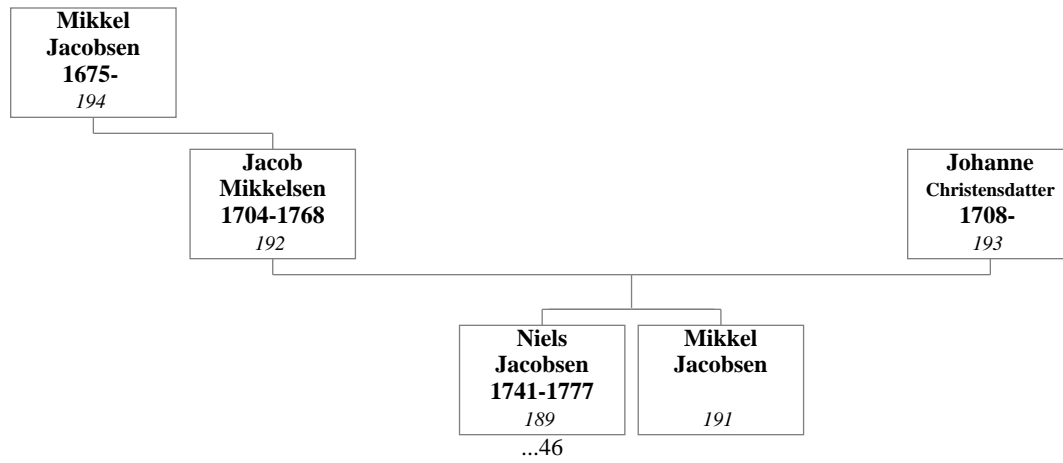 Mikkel
Jacobsen
1675-
194
Jacob
Mikkelsen
1704-1768
192
Johanne
Christensdatter
1708-
193
Niels
Jacobsen
1741-1777
189
...46
Mikkel
Jacobsen
191